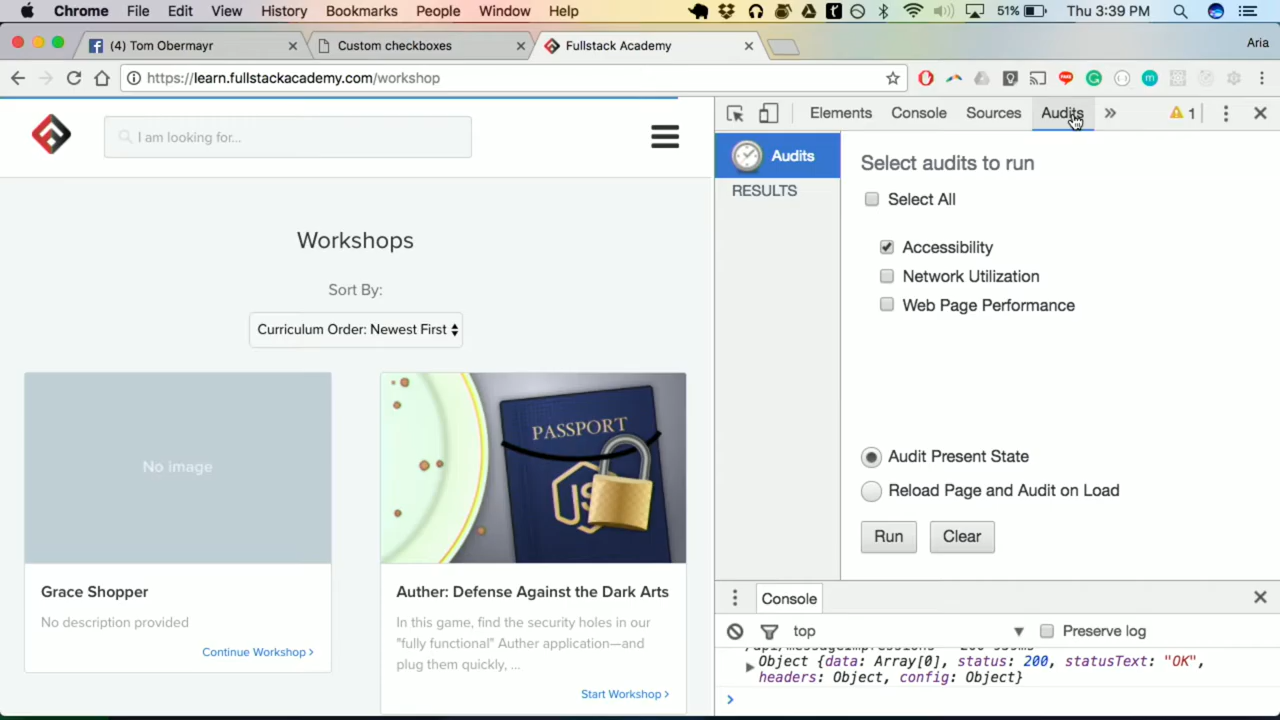 Chrome File Edit View History Bookmarks People Window Help 51% Thu 3:39 PM
(4) Tom Obermayr Custom checkboxes Fullstack Academy Aria
https://learn.fullstackacademy.com/workshop
I am looking for...
Elements Console Sources Audits 1
Audits
RESULTS
Select audits to run
Select All
Accessibility
Network Utilization
Web Page Performance
Audit Present State
Reload Page and Audit on Load
Run Clear
Workshops
Sort By:
Curriculum Order: Newest First
No image
PASSPORT
JS
Grace Shopper
No description provided
Continue Workshop >
Auther: Defense Against the Dark Arts
In this game, find the security holes in our
"fully functional" Auther application—and
plug them quickly, ...
Start Workshop >
Console
top Preserve log
Object {data: Array[0], status: 200, statusText: "OK",
headers: Object, config: Object}